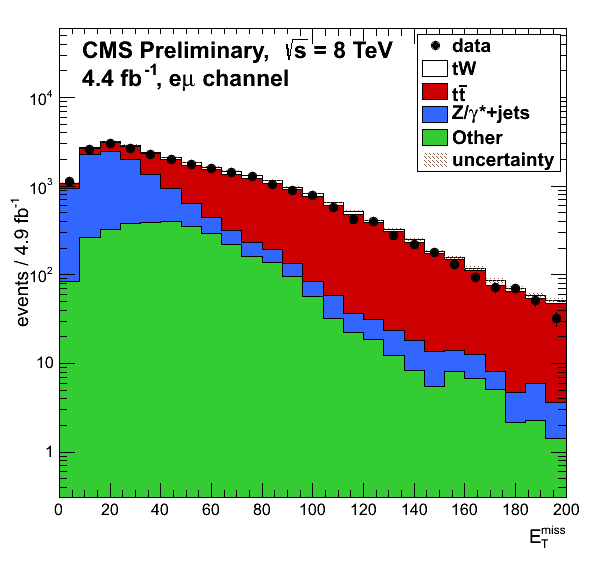 CMS Preliminary, √s = 8 TeV
4.4 fb⁻¹, eμ channel
data
tW
tt̄
Z/γ*+jets
Other
uncertainty
events / 4.9 fb⁻¹
10⁴
10³
10²
10
1
0 20 40 60 80 100 120 140 160 180 200
E_T^miss